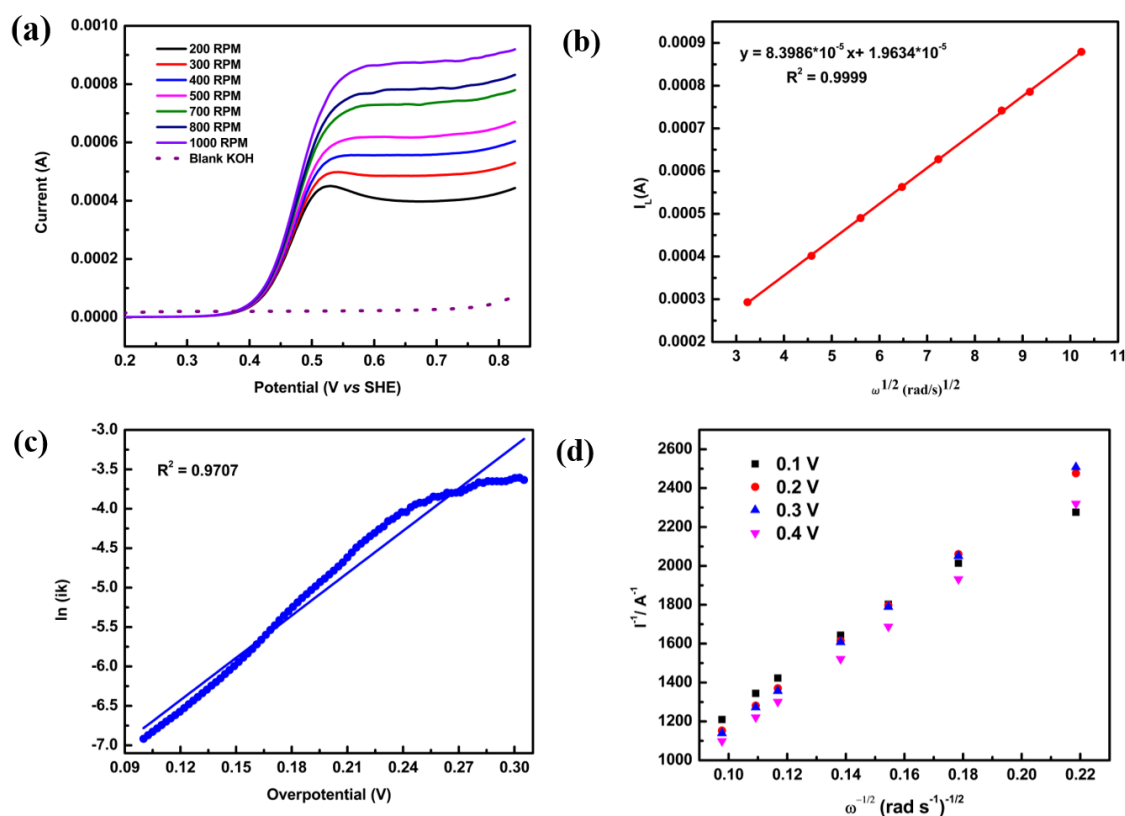 (a)
0.0010
0.0008
0.0006
0.0004
0.0002
0.0000
Current (A)
200 RPM
300 RPM
400 RPM
500 RPM
700 RPM
800 RPM
1000 RPM
Blank KOH
0.2 0.3 0.4 0.5 0.6 0.7 0.8 0.9
Potential (V vs SHE)
(b)
0.0009
0.0008
0.0007
0.0006
0.0005
0.0004
0.0003
0.0002
I_L(A)
y = 8.3986*10^-5 x+ 1.9634*10^-5
R^2 = 0.9999
3 4 5 6 7 8 9 10 11
ω^1/2 (rad/s)^1/2
(c)
-3.0
-3.5
-4.0
-4.5
-5.0
-5.5
-6.0
-6.5
-7.0
ln (ik)
R^2 = 0.9707
0.09 0.12 0.15 0.18 0.21 0.24 0.27 0.30
Overpotential (V)
(d)
2600
2400
2200
2000
1800
1600
1400
1200
1000
I^-1/ A^-1
0.1 V
0.2 V
0.3 V
0.4 V
0.10 0.12 0.14 0.16 0.18 0.20 0.22
ω^-1/2 (rad s^-1)^-1/2